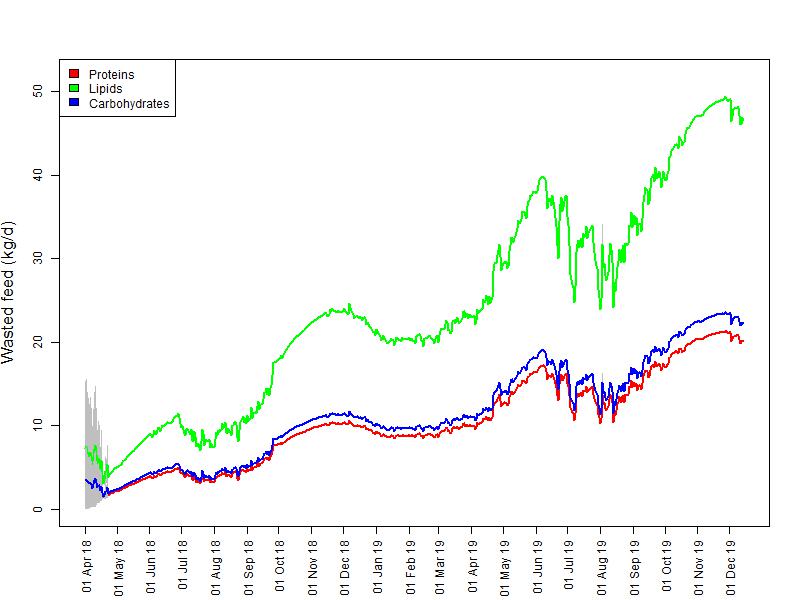 Proteins
Lipids
Carbohydrates
Wasted feed (kg/d)
50
40
30
20
10
0
01 Apr 18
01 May 18
01 Jun 18
01 Jul 18
01 Aug 18
01 Sep 18
01 Oct 18
01 Nov 18
01 Dec 18
01 Jan 19
01 Feb 19
01 Mar 19
01 Apr 19
01 May 19
01 Jun 19
01 Jul 19
01 Aug 19
01 Sep 19
01 Oct 19
01 Nov 19
01 Dec 19